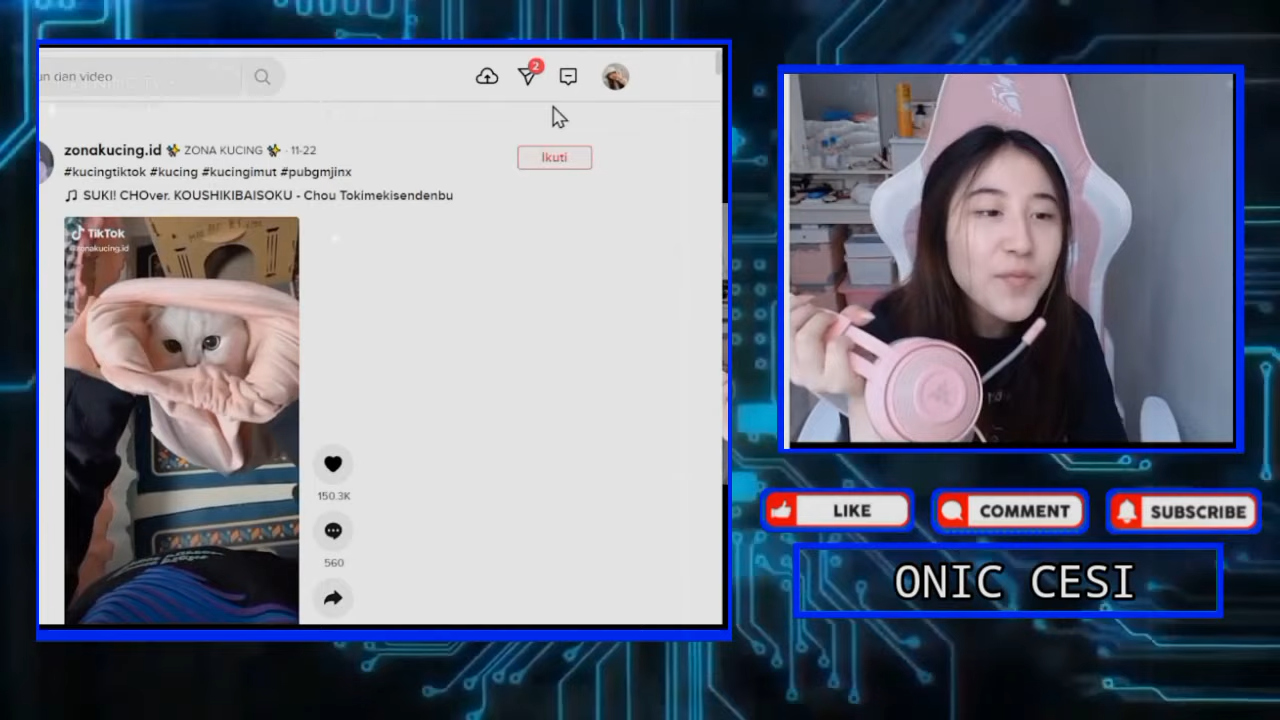 un dan video
2
zonakucing.id ✨ ZONA KUCING ✨ · 11-22
Ikuti
#kucingtiktok #kucing #kucingimut #pubgmjinx
SUKI! CHOver. KOUSHIKIBAISOKU - Chou Tokimekisendenbu
TikTok
@zonakucing.id
150.3K
560
LIKE
COMMENT
SUBSCRIBE
ONIC CESI